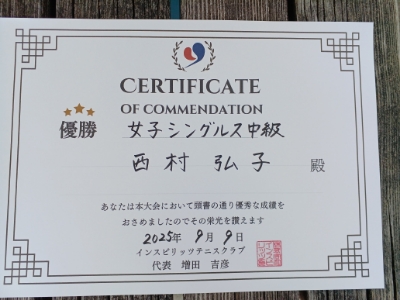 CERTIFICATE
OF COMMENDATION
優勝 女子シングルス中級
西村 弘子 殿
あなたは本大会において頭書の通り優秀な成績を
おさめましたのでその栄光を讃えます
2025年 9月 9日
インスピリッツテニスクラブ
代表 増田 吉彦